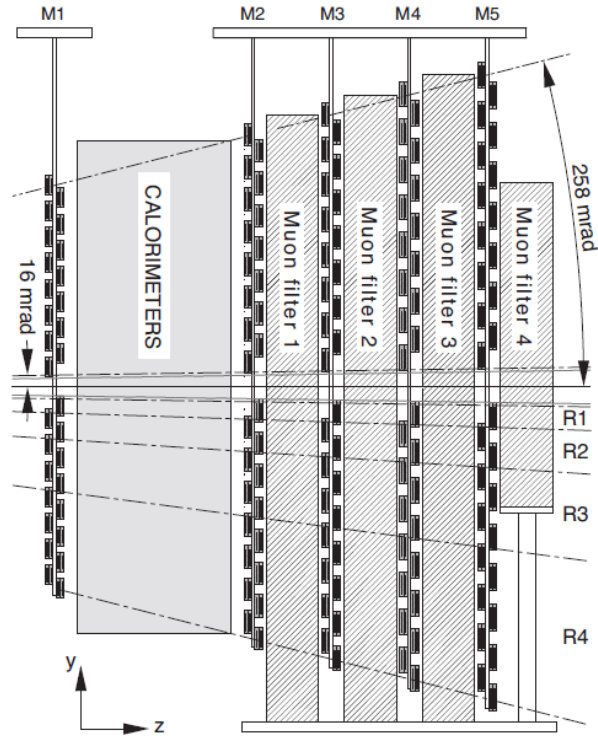 M1
M2
M3
M4
M5
CALORIMETERS
Muon filter 1
Muon filter 2
Muon filter 3
Muon filter 4
258 mrad
16 mrad
R1
R2
R3
R4
y
z